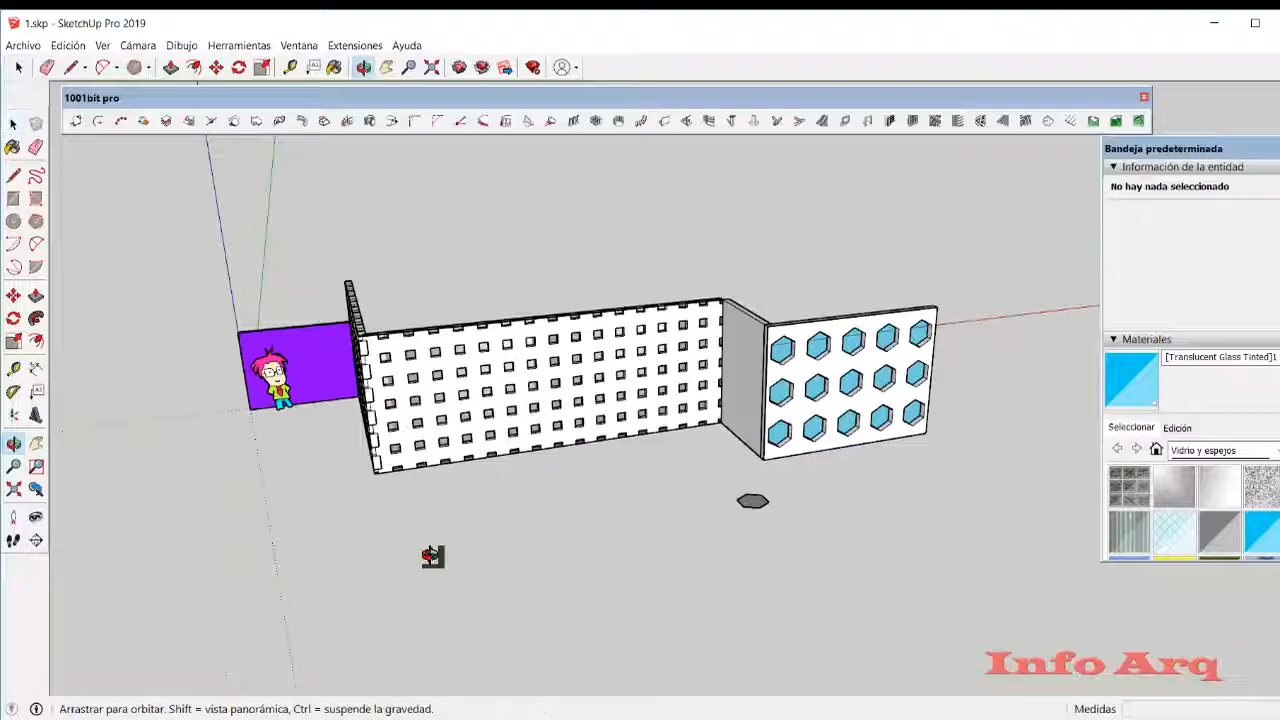 1.skp - SketchUp Pro 2019
Archivo Edición Ver Cámara Dibujo Herramientas Ventana Extensiones Ayuda
1001bit pro
Bandeja predeterminada
Información de la entidad
No hay nada seleccionado
Materiales
[Translucent Glass Tinted]1
Seleccionar Edición
Vidrio y espejos
Info Arq
Arrastrar para orbitar. Shift = vista panorámica, Ctrl = suspende la gravedad.
Medidas